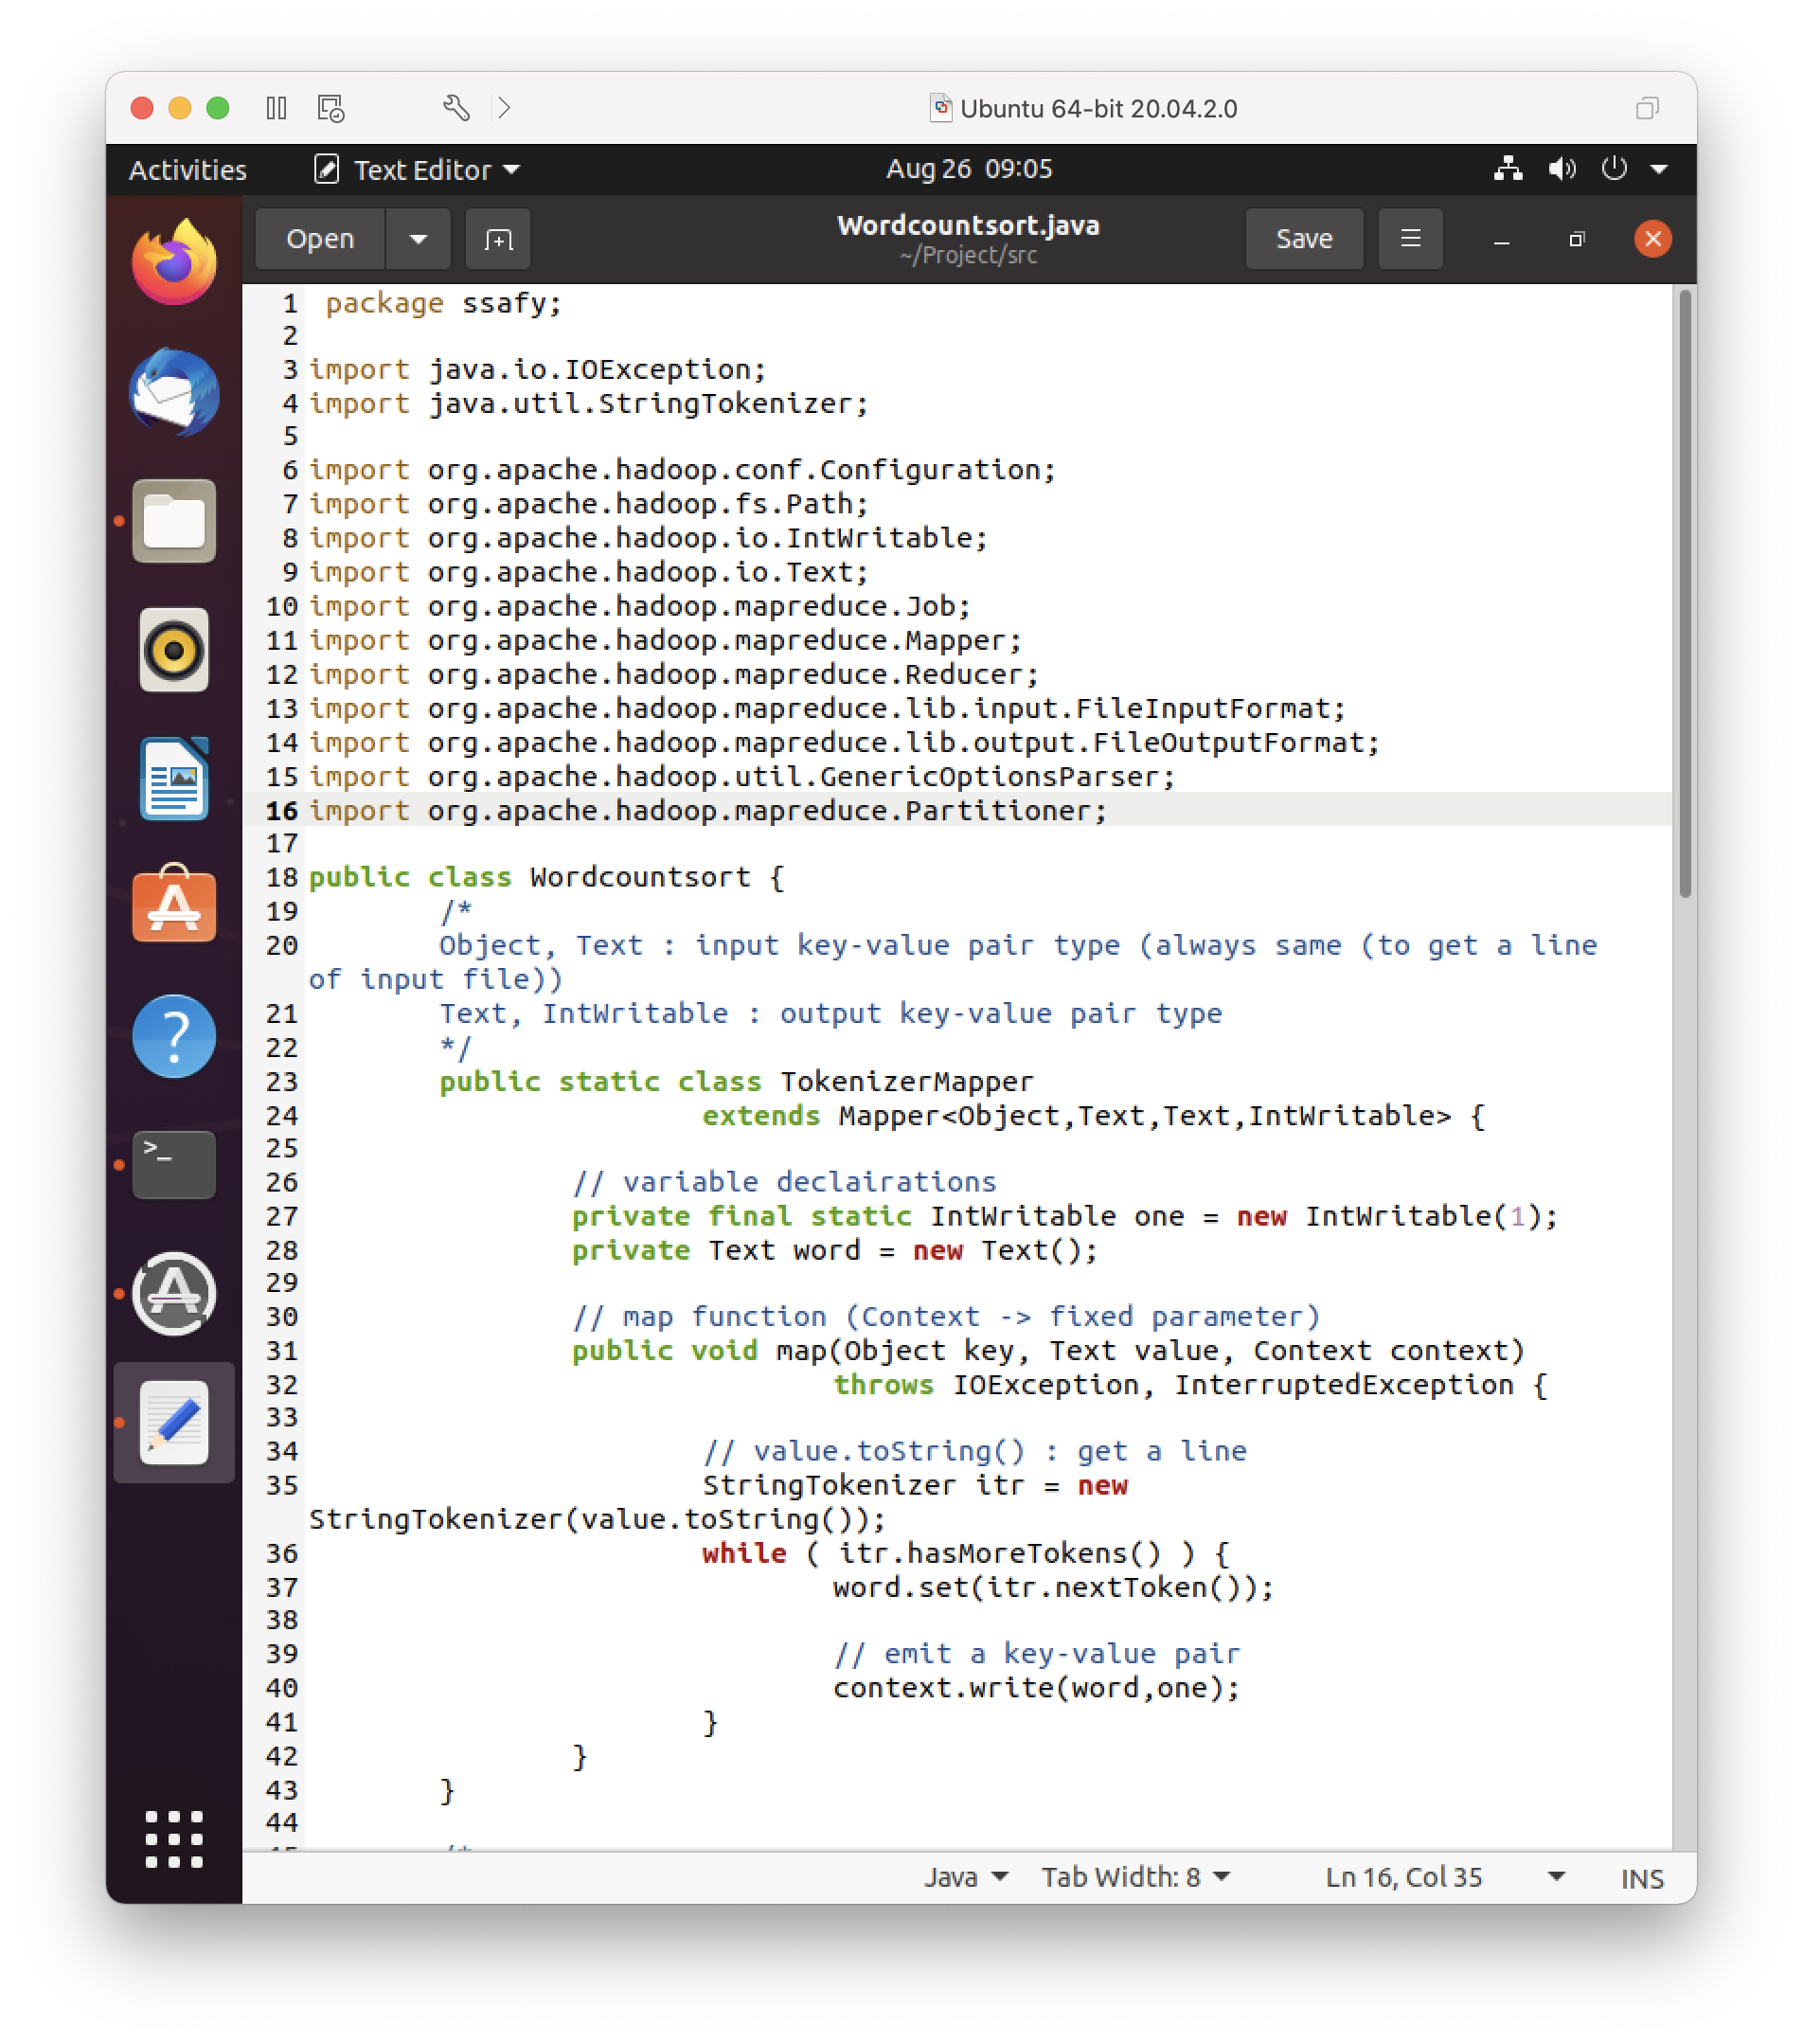 Ubuntu 64-bit 20.04.2.0
Activities Text Editor Aug 26 09:05
Open Wordcountsort.java Save
~/Project/src
1 package ssafy;
2
3 import java.io.IOException;
4 import java.util.StringTokenizer;
5
6 import org.apache.hadoop.conf.Configuration;
7 import org.apache.hadoop.fs.Path;
8 import org.apache.hadoop.io.IntWritable;
9 import org.apache.hadoop.io.Text;
10 import org.apache.hadoop.mapreduce.Job;
11 import org.apache.hadoop.mapreduce.Mapper;
12 import org.apache.hadoop.mapreduce.Reducer;
13 import org.apache.hadoop.mapreduce.lib.input.FileInputFormat;
14 import org.apache.hadoop.mapreduce.lib.output.FileOutputFormat;
15 import org.apache.hadoop.util.GenericOptionsParser;
16 import org.apache.hadoop.mapreduce.Partitioner;
17
18 public class Wordcountsort {
19 /*
20 Object, Text : input key-value pair type (always same (to get a line
of input file))
21 Text, IntWritable : output key-value pair type
22 */
23 public static class TokenizerMapper
24 extends Mapper<Object,Text,Text,IntWritable> {
25
26 // variable declairations
27 private final static IntWritable one = new IntWritable(1);
28 private Text word = new Text();
29
30 // map function (Context -> fixed parameter)
31 public void map(Object key, Text value, Context context)
32 throws IOException, InterruptedException {
33
34 // value.toString() : get a line
35 StringTokenizer itr = new
StringTokenizer(value.toString());
36 while ( itr.hasMoreTokens() ) {
37 word.set(itr.nextToken());
38
39 // emit a key-value pair
40 context.write(word,one);
41 }
42 }
43 }
44
Java Tab Width: 8 Ln 16, Col 35 INS